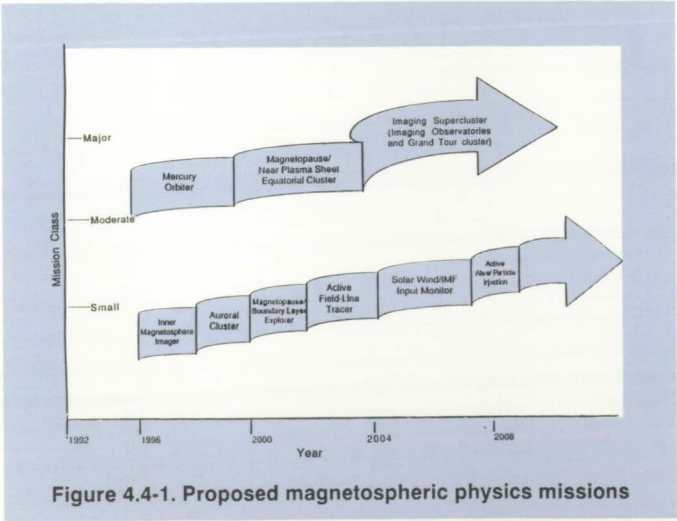 Mission Class
Major
Moderate
Small
Imaging Supercluster
(Imaging Observatories
and Grand Tour cluster)
Magnetopause/
Near Plasma Sheet
Equatorial Cluster
Mercury
Orbiter
Inner
Magnetosphere
Imager
Auroral
Cluster
Magnetopause/
Boundary Layer
Explorer
Active
Field-Line
Tracer
Solar Wind/IMF
Input Monitor
Active
Particle
Injection
1992
1996
2000
2004
2008
Year
Figure 4.4-1. Proposed magnetospheric physics missions